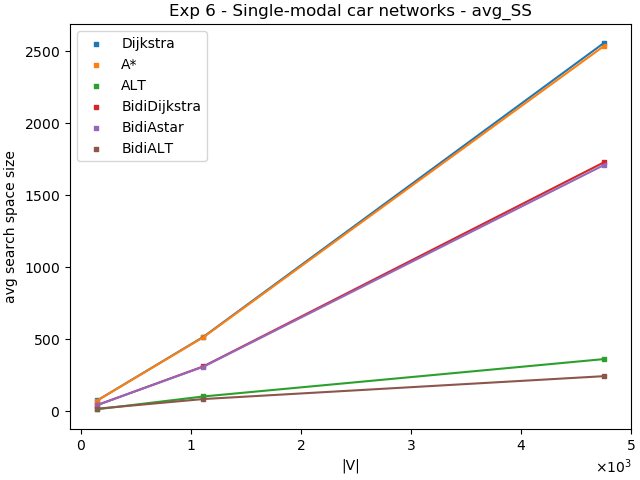 Exp 6 - Single-modal car networks - avg_SS
2500
2000
1500
1000
500
0
avg search space size
Dijkstra
A*
ALT
BidiDijkstra
BidiAstar
BidiALT
0 1 2 3 4 5
|V|
×10³